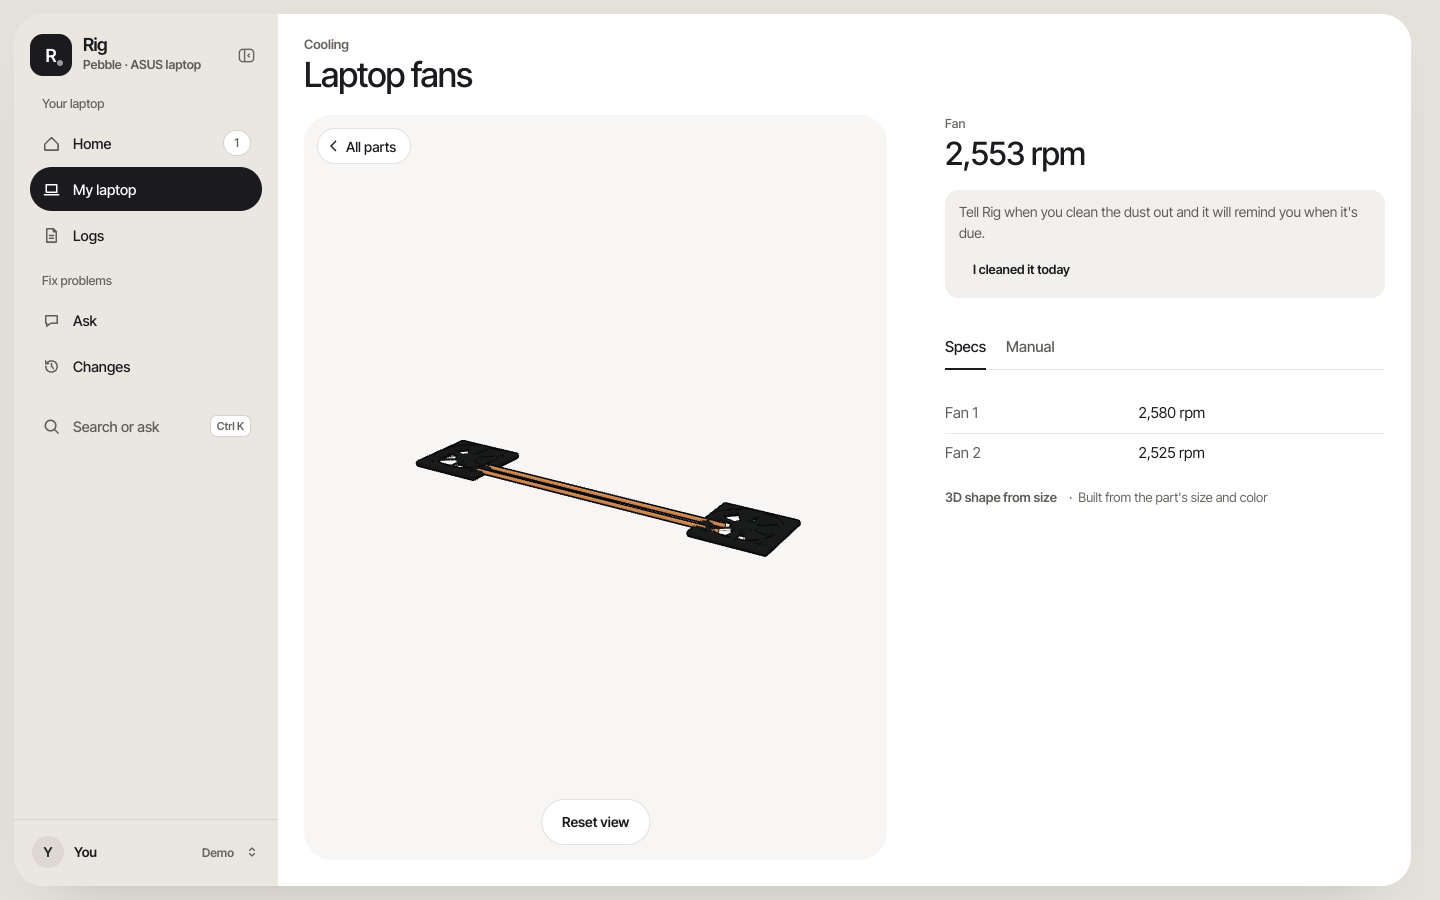 R.
Rig
Pebble · ASUS laptop
Your laptop
Home
1
My laptop
Logs
Fix problems
Ask
Changes
Search or ask
Ctrl K
Y
You
Demo
Cooling
Laptop fans
All parts
Reset view
Fan
2,553 rpm
Tell Rig when you clean the dust out and it will remind you when it's
due.
I cleaned it today
Specs
Manual
Fan 1
2,580 rpm
Fan 2
2,525 rpm
3D shape from size · Built from the part's size and color